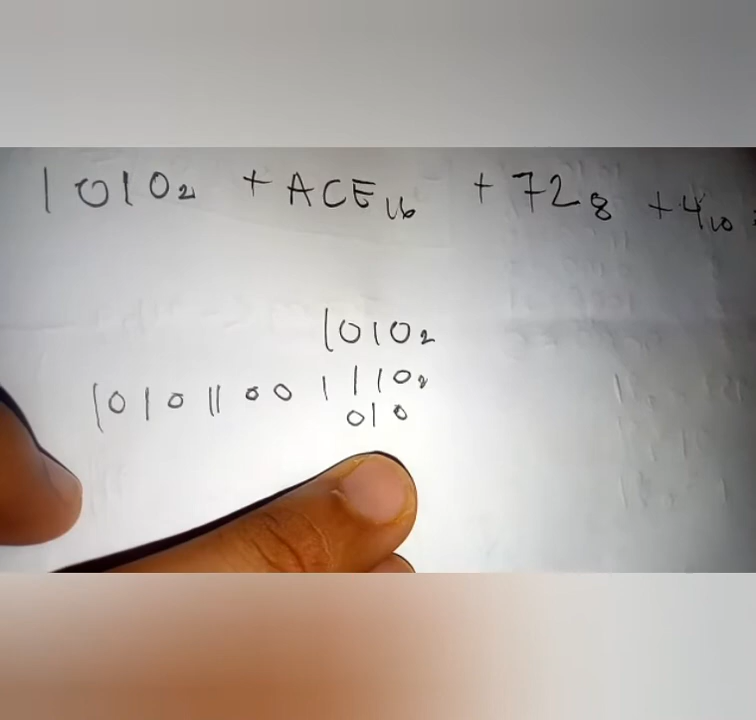 1010₂ + ACE₁₆ + 72₈ + 4₁₀
1010₂
101011001110₂
010